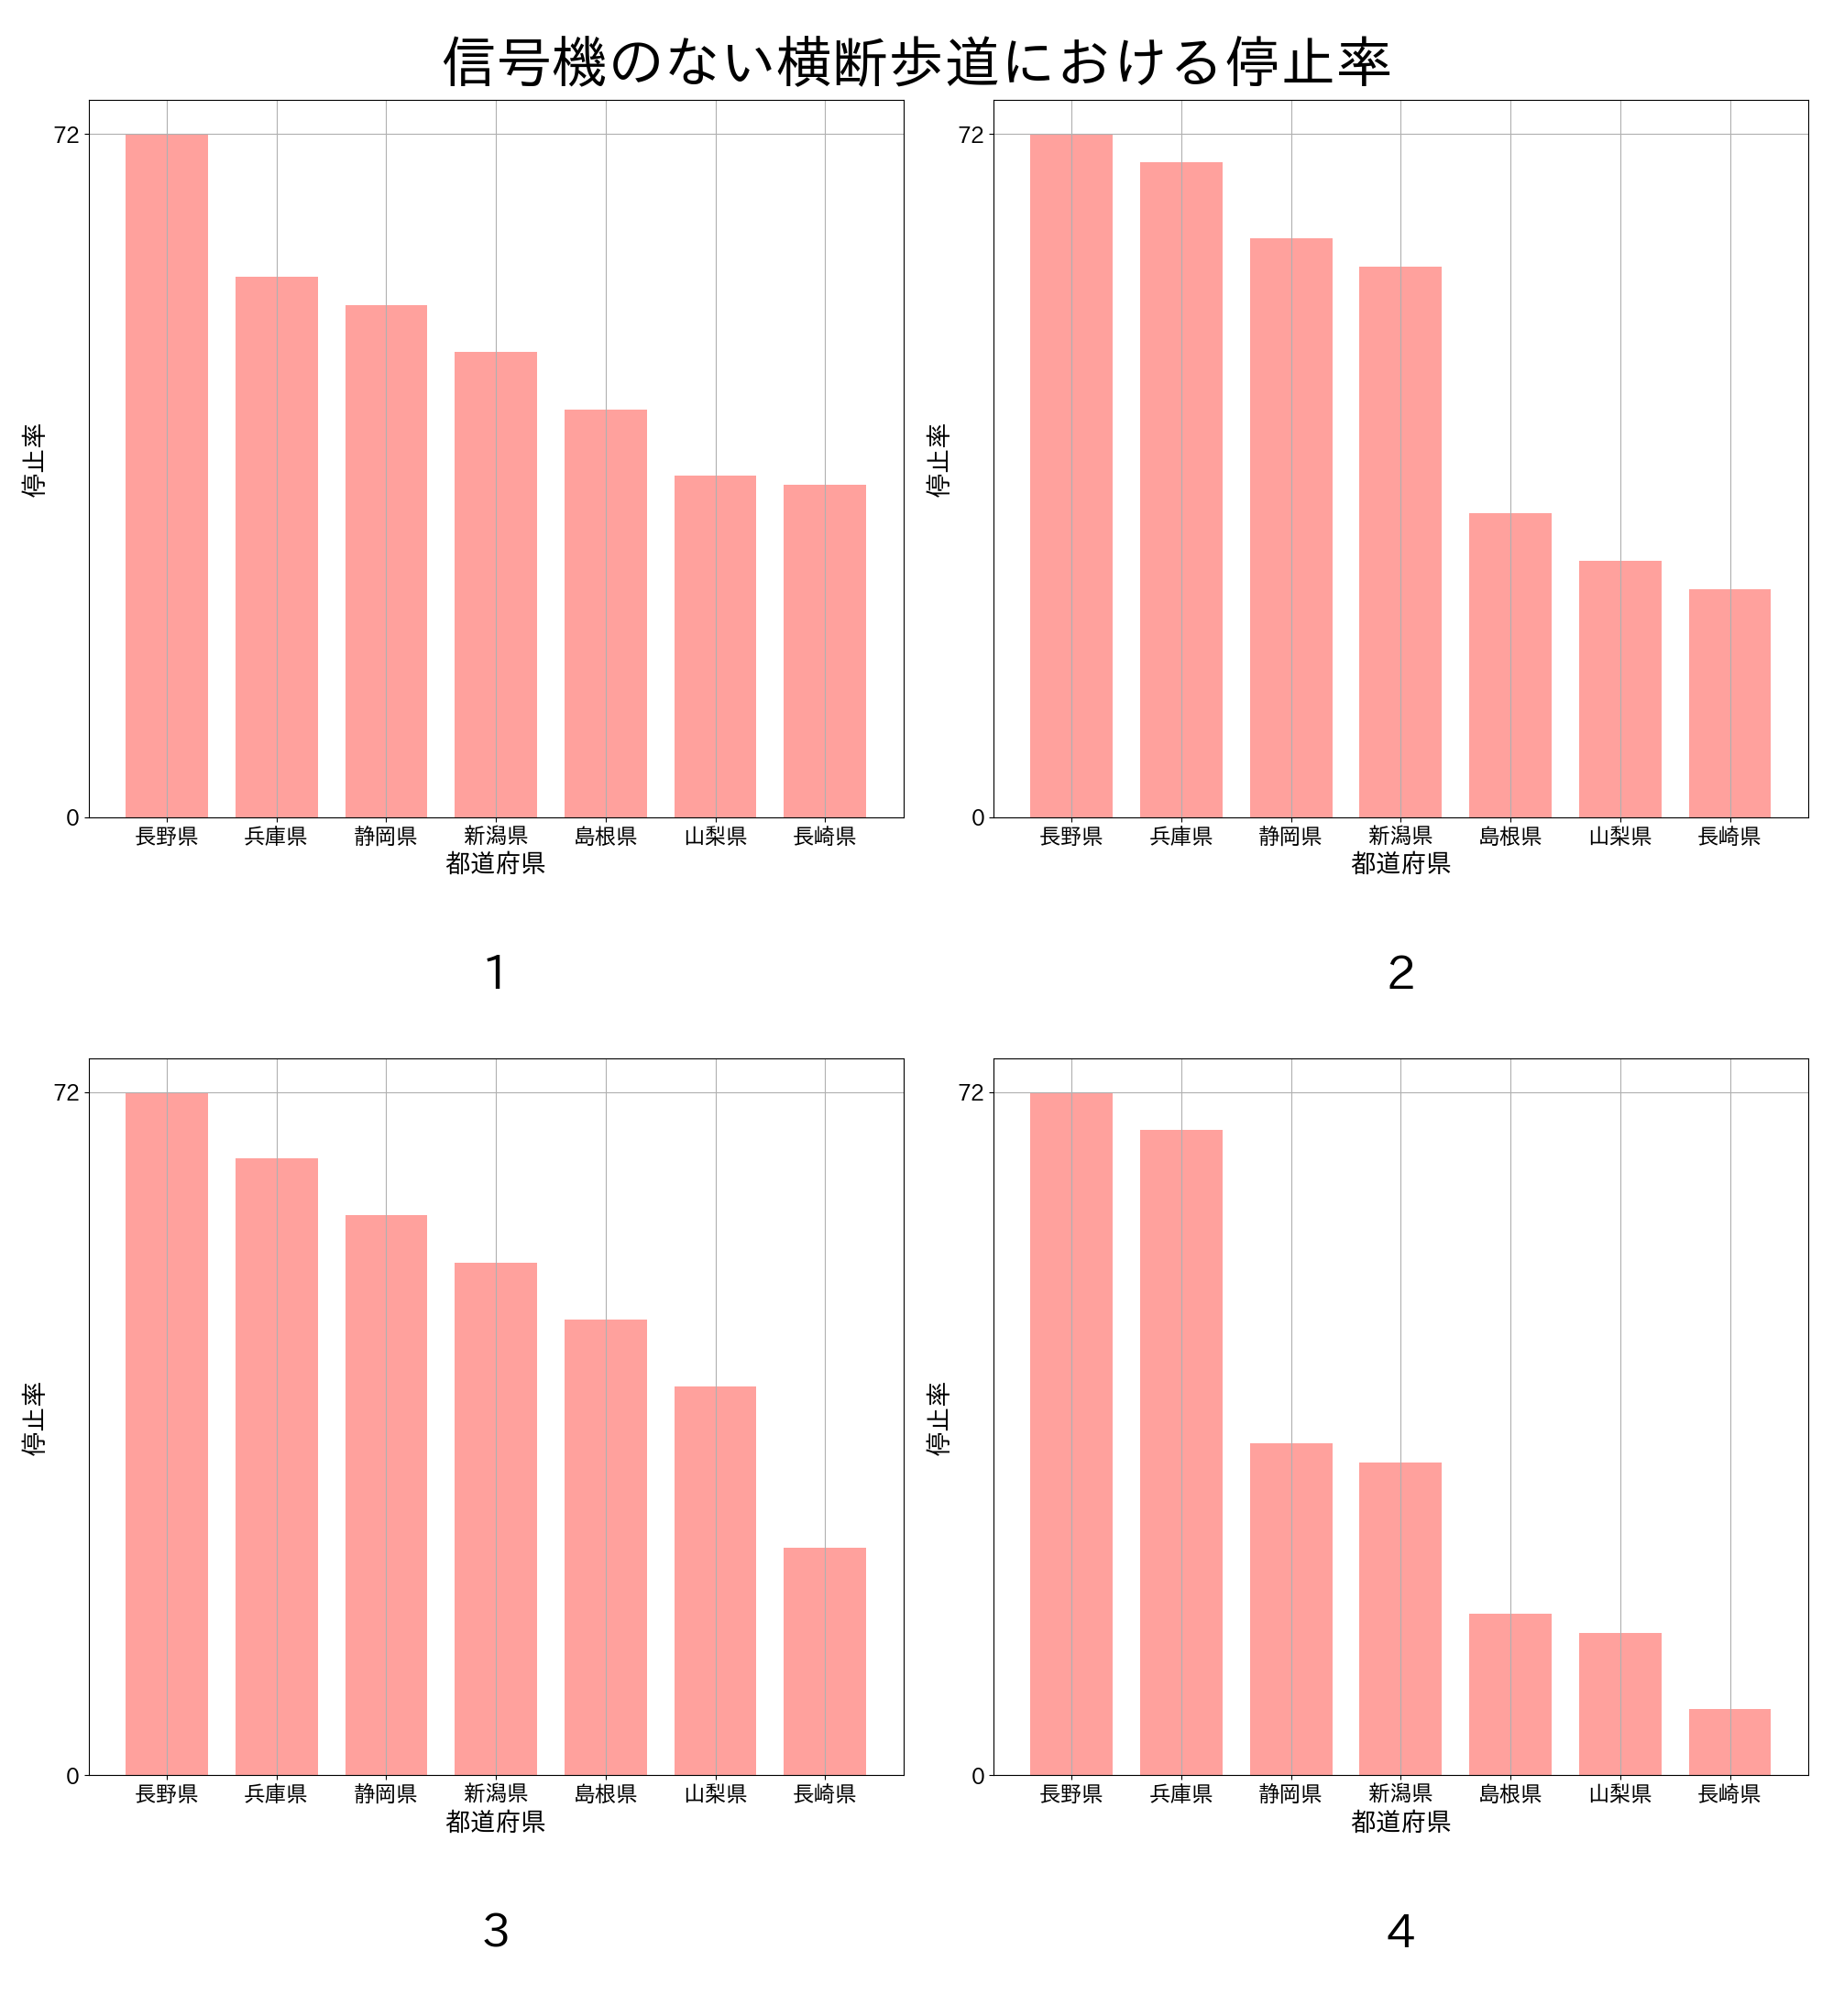 信号機のない横断歩道における停止率
72
0
停止率
長野県 兵庫県 静岡県 新潟県 島根県 山梨県 長崎県
都道府県
1
72
0
停止率
長野県 兵庫県 静岡県 新潟県 島根県 山梨県 長崎県
都道府県
2
72
0
停止率
長野県 兵庫県 静岡県 新潟県 島根県 山梨県 長崎県
都道府県
3
72
0
停止率
長野県 兵庫県 静岡県 新潟県 島根県 山梨県 長崎県
都道府県
4